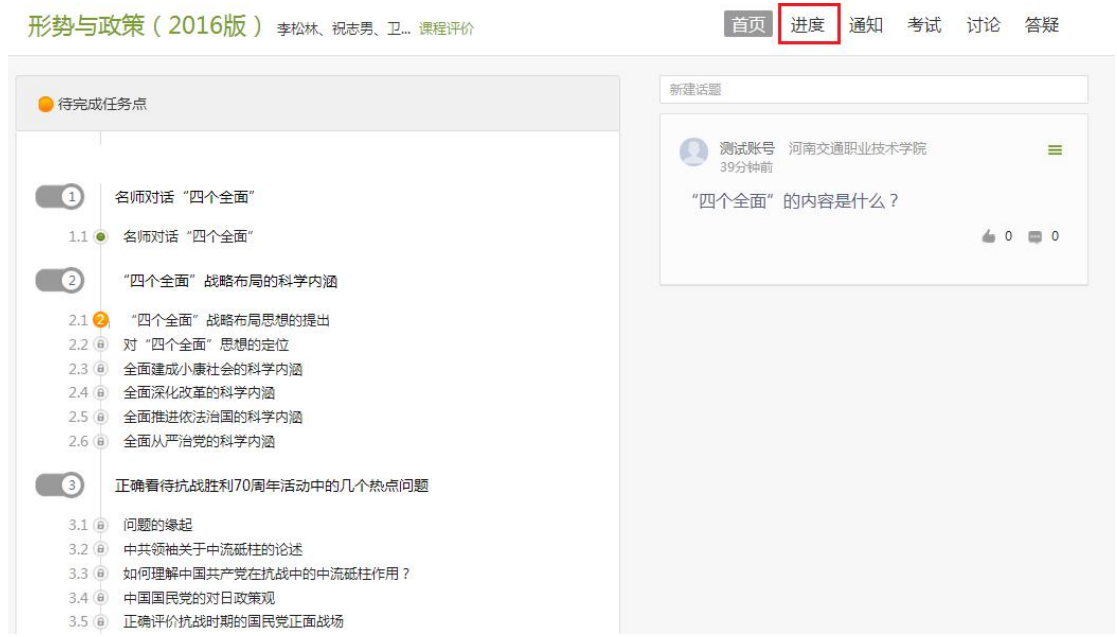 形势与政策（2016版） 李松林、祝志男、卫... 课程评价
首页 进度 通知 考试 讨论 答疑
待完成任务点
1 名师对话“四个全面”
1.1 名师对话“四个全面”
2 “四个全面”战略布局的科学内涵
2.1 2 “四个全面”战略布局思想的提出
2.2 对“四个全面”思想的定位
2.3 全面建成小康社会的科学内涵
2.4 全面深化改革的科学内涵
2.5 全面推进依法治国的科学内涵
2.6 全面从严治党的科学内涵
3 正确看待抗战胜利70周年活动中的几个热点问题
3.1 问题的缘起
3.2 中共领袖关于中流砥柱的论述
3.3 如何理解中国共产党在抗战中的中流砥柱作用？
3.4 中国国民党的对日政策观
3.5 正确评价抗战时期的国民党正面战场
新建话题
测试账号 河南交通职业技术学院
39分钟前
“四个全面”的内容是什么？
0 0